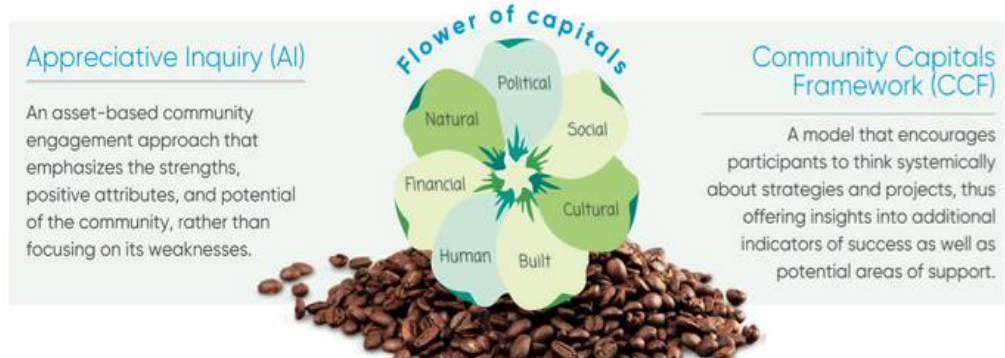 Flower of capitals
Appreciative Inquiry (AI)
An asset-based community
engagement approach that
emphasizes the strengths,
positive attributes, and potential
of the community, rather than
focusing on its weaknesses.
Political
Social
Cultural
Built
Human
Financial
Natural
Community Capitals
Framework (CCF)
A model that encourages
participants to think systemically
about strategies and projects, thus
offering insights into additional
indicators of success as well as
potential areas of support.